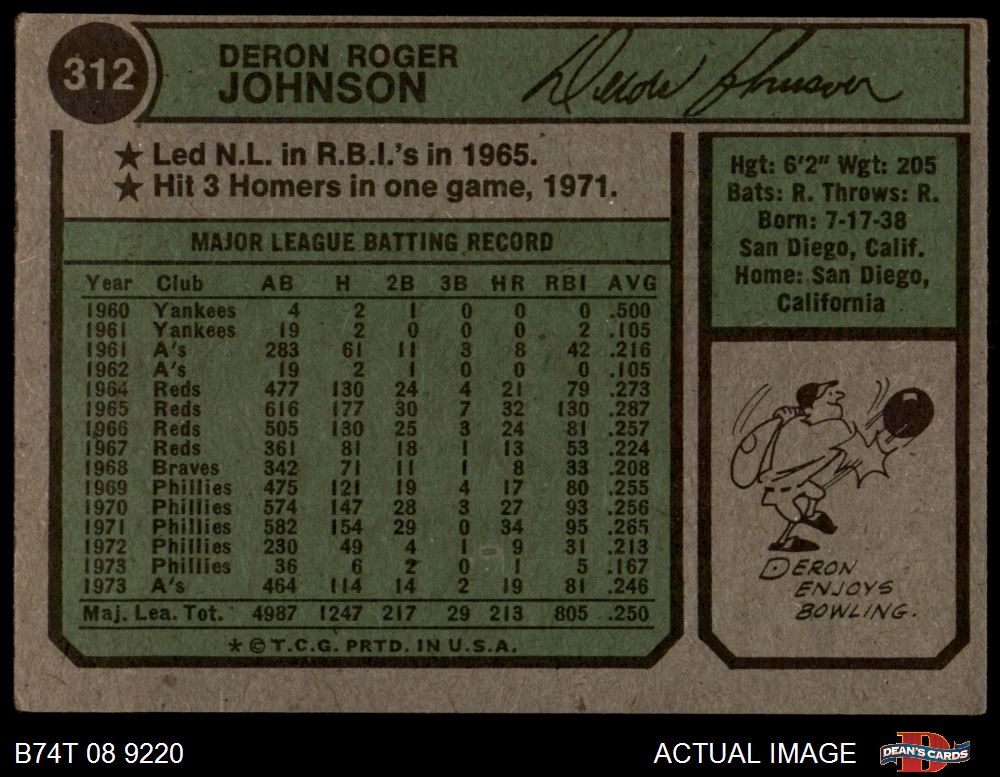 312
DERON ROGER
JOHNSON
Deron Johnson
★ Led N.L. in R.B.I.'s in 1965.
★ Hit 3 Homers in one game, 1971.
MAJOR LEAGUE BATTING RECORD
Year Club AB H 2B 3B HR RBI AVG
1960 Yankees 4 2 1 0 0 0 .500
1961 Yankees 19 2 0 0 0 2 .105
1961 A's 283 61 11 3 8 42 .216
1962 A's 19 2 1 0 0 0 .105
1964 Reds 477 130 24 4 21 79 .273
1965 Reds 616 177 30 7 32 130 .287
1966 Reds 505 130 25 3 24 81 .257
1967 Reds 361 81 18 1 13 53 .224
1968 Braves 342 71 11 1 8 33 .208
1969 Phillies 475 121 19 4 17 80 .255
1970 Phillies 574 147 28 3 27 93 .256
1971 Phillies 582 154 29 0 34 95 .265
1972 Phillies 230 49 4 1 9 31 .213
1973 Phillies 36 6 2 0 1 5 .167
1973 A's 464 114 14 2 19 81 .246
Maj. Lea. Tot. 4987 1247 217 29 213 805 .250
* © T.C.G. PRTD. IN U.S.A.
Hgt: 6'2" Wgt: 205
Bats: R. Throws: R.
Born: 7-17-38
San Diego, Calif.
Home: San Diego,
California
DERON
ENJOYS
BOWLING.
B74T 08 9220
ACTUAL IMAGE
DEAN'S CARDS